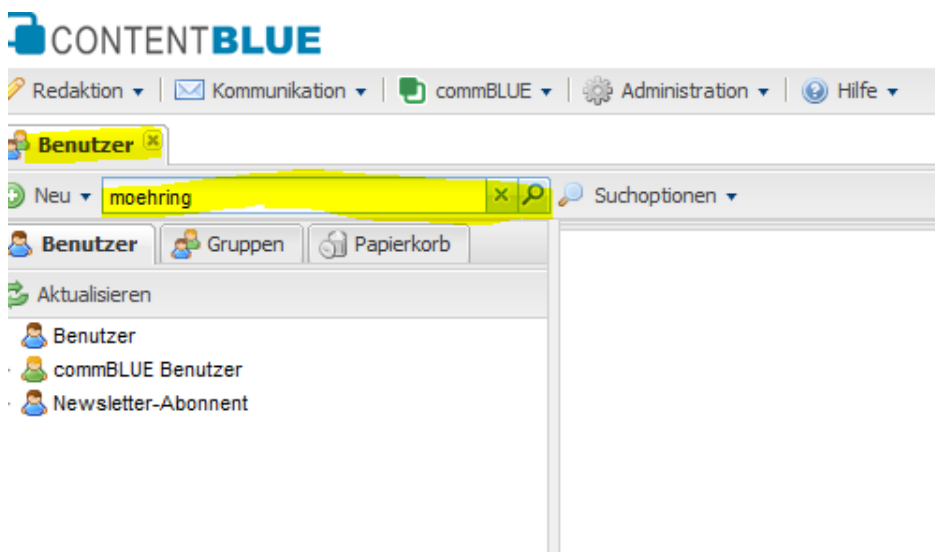 CONTENTBLUE
Redaktion Kommunikation commBLUE Administration Hilfe
Benutzer
Neu moehring Suchoptionen
Benutzer Gruppen Papierkorb
Aktualisieren
Benutzer
commBLUE Benutzer
Newsletter-Abonnent